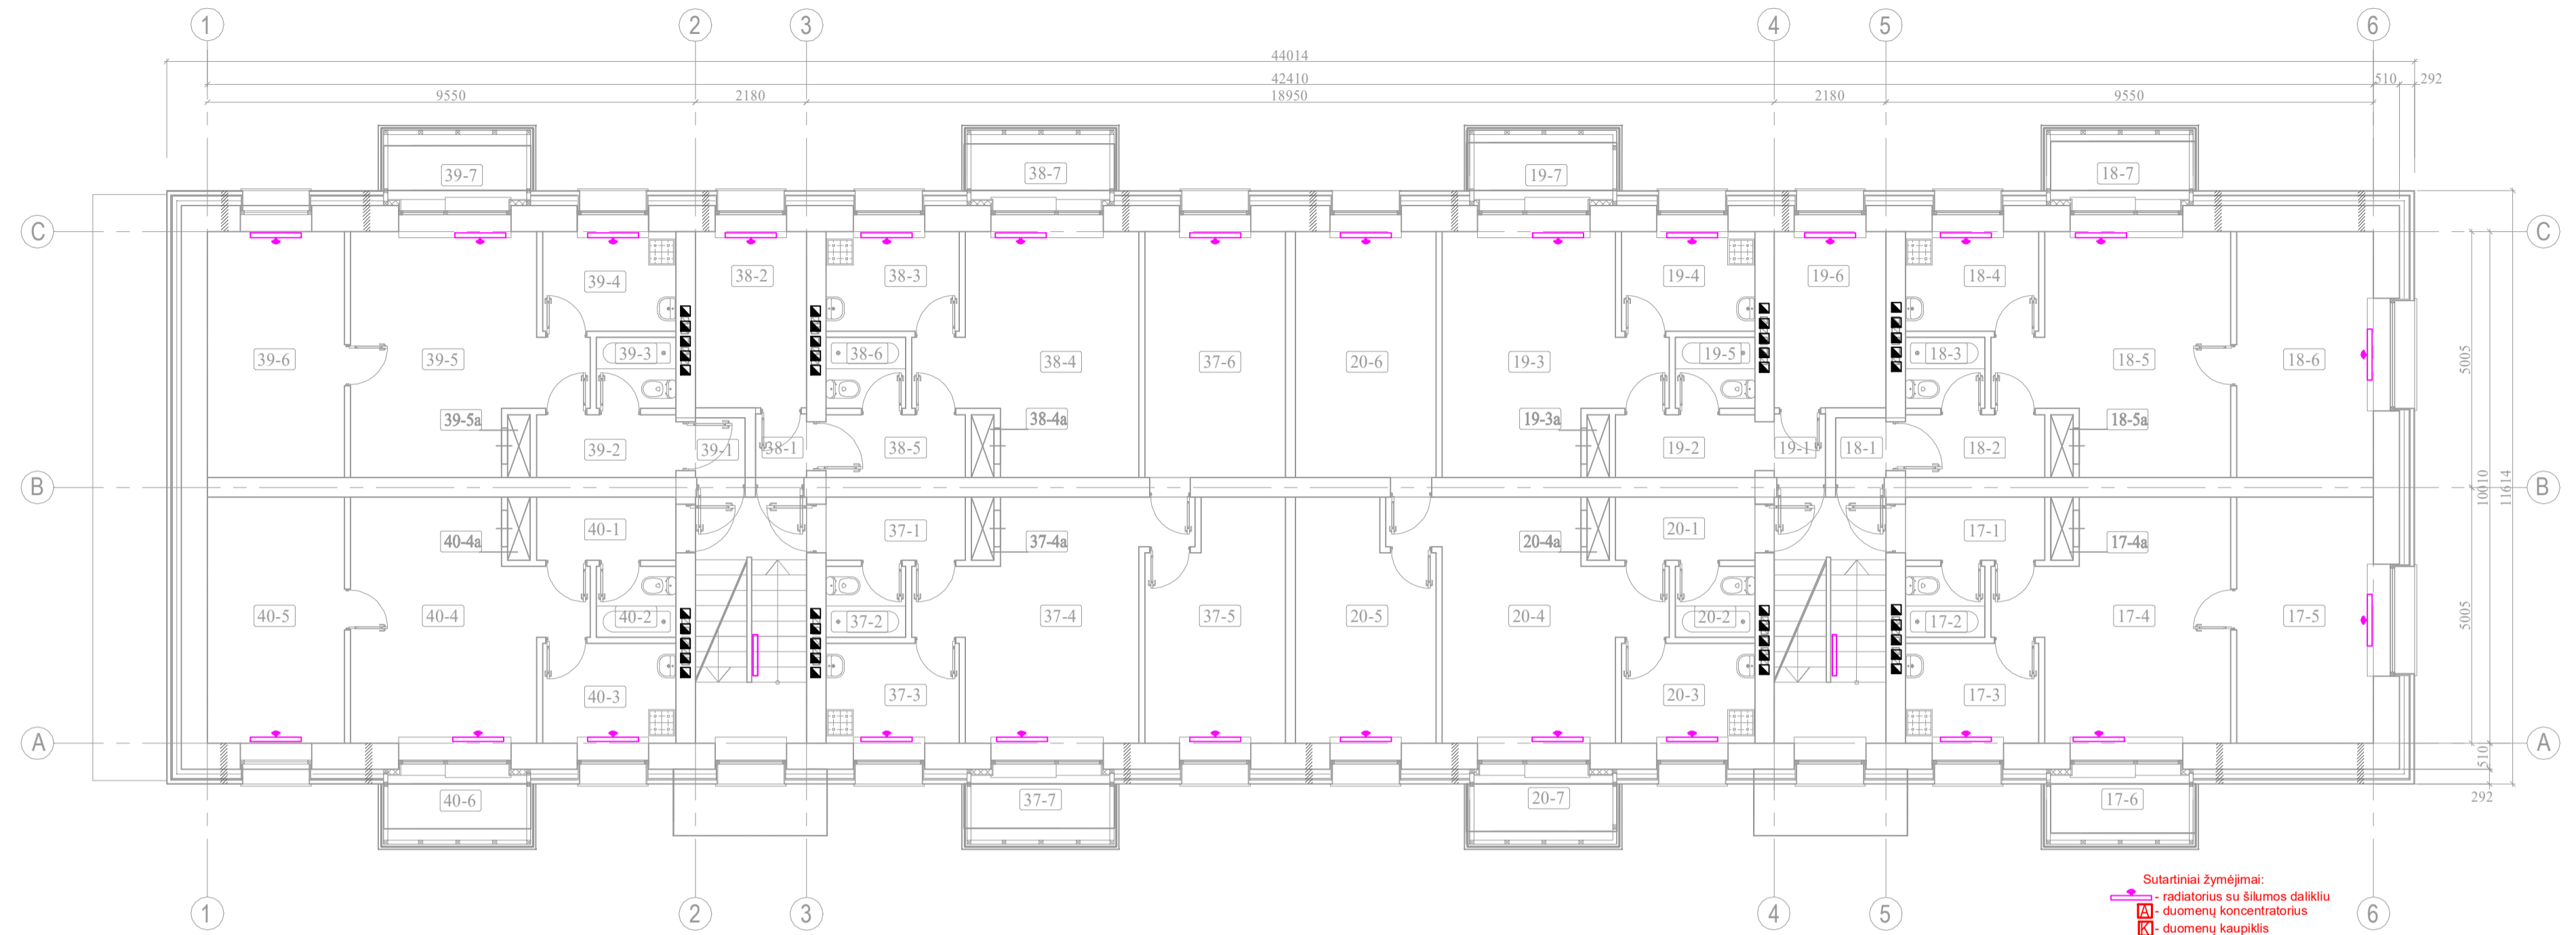 1 2 3 4 5 6
44014
42410 510 292
9550 2180 18950 2180 9550
39-7 38-7 19-7 18-7
C C
39-4 38-2 38-3 19-4 19-6 18-4
39-6 39-5 39-3 38-6 38-4 37-6 20-6 19-3 19-5 18-3 18-5 18-6
5005
39-5a 38-4a 19-3a 18-5a
39-2 39-1 38-1 38-5 19-2 19-1 18-1 18-2
B B
10010
11614
40-4a 40-1 37-1 37-4a 20-4a 20-1 17-1 17-4a
40-5 40-4 40-2 37-2 37-4 37-5 20-5 20-4 20-2 17-2 17-4 17-5
5005
40-3 37-3 20-3 17-3
A A
510
40-6 37-7 20-7 17-6
292
Sutartiniai žymėjimai:
- radiatorius su šilumos dalikliu
A - duomenų koncentratorius
K - duomenų kaupiklis
1 2 3 4 5 6